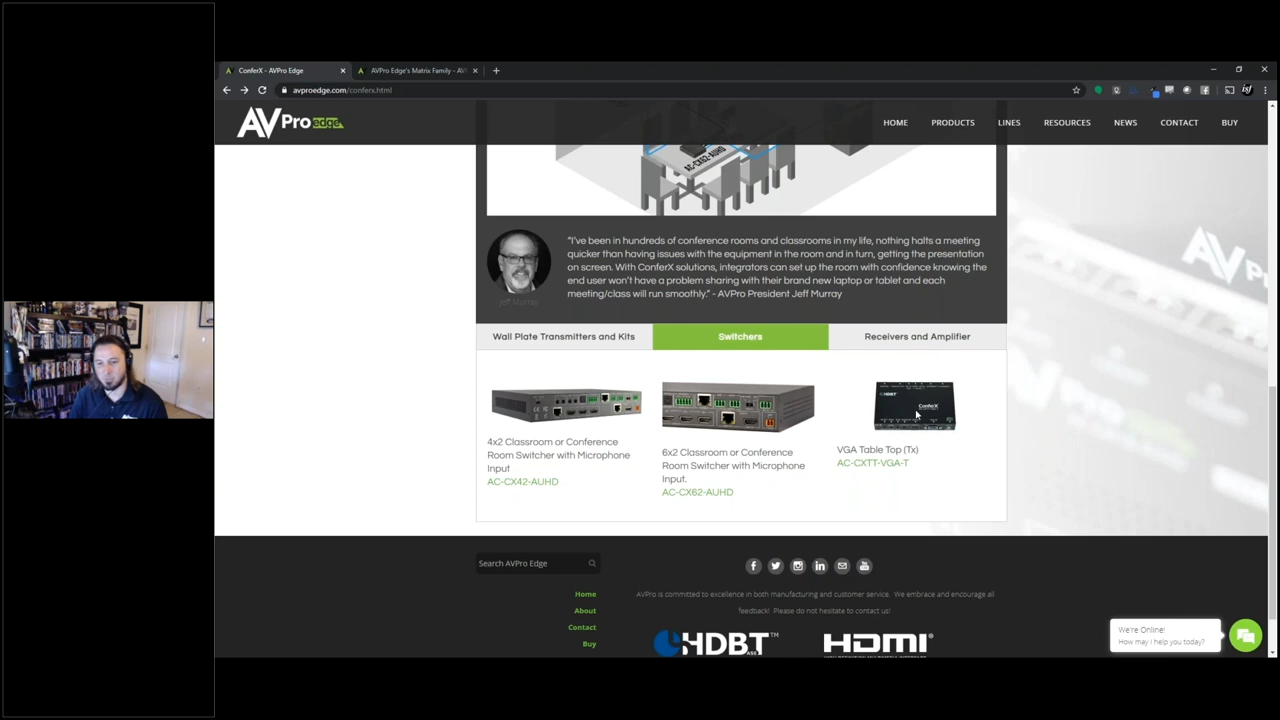 ConferX - AVPro Edge
AVPro Edge's Matrix Family - AV
avproedge.com/conferx.html
AVPro edge
HOME PRODUCTS LINES RESOURCES NEWS CONTACT BUY
AC-CX62-AUHD
"I've been in hundreds of conference rooms and classrooms in my life, nothing halts a meeting
quicker than having issues with the equipment in the room and in turn, getting the presentation
on screen. With ConferX solutions, integrators can set up the room with confidence knowing the
end user won't have a problem sharing with their brand new laptop or tablet and each
meeting/class will run smoothly." - AVPro President Jeff Murray
Jeff Murray
Wall Plate Transmitters and Kits
Switchers
Receivers and Amplifier
HDBT
ConferX
4x2 Classroom or Conference
Room Switcher with Microphone
Input
AC-CX42-AUHD
6x2 Classroom or Conference
Room Switcher with Microphone
Input.
AC-CX62-AUHD
VGA Table Top (Tx)
AC-CXTT-VGA-T
Search AVPro Edge
Home
About
Contact
Buy
AVPro is committed to excellence in both manufacturing and customer service. We embrace and encourage all
feedback! Please do not hesitate to contact us!
HDBT™
HDMI
We're Online!
How may I help you today?